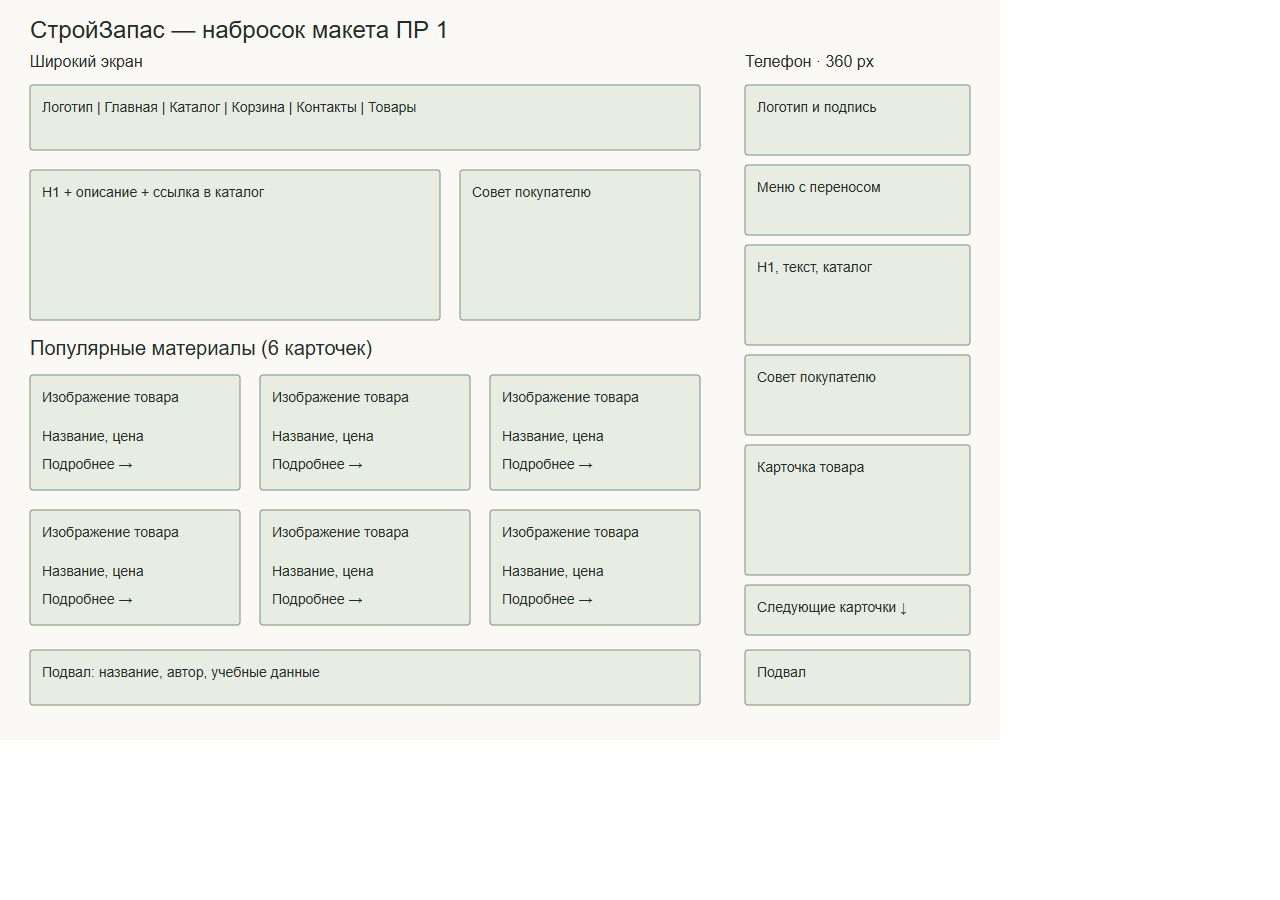 СтройЗапас — набросок макета ПР 1
Широкий экран
Логотип | Главная | Каталог | Корзина | Контакты | Товары
H1 + описание + ссылка в каталог
Совет покупателю
Популярные материалы (6 карточек)
Изображение товара
Название, цена
Подробнее →
Изображение товара
Название, цена
Подробнее →
Изображение товара
Название, цена
Подробнее →
Изображение товара
Название, цена
Подробнее →
Изображение товара
Название, цена
Подробнее →
Изображение товара
Название, цена
Подробнее →
Подвал: название, автор, учебные данные
Телефон · 360 px
Логотип и подпись
Меню с переносом
H1, текст, каталог
Совет покупателю
Карточка товара
Следующие карточки ↓
Подвал